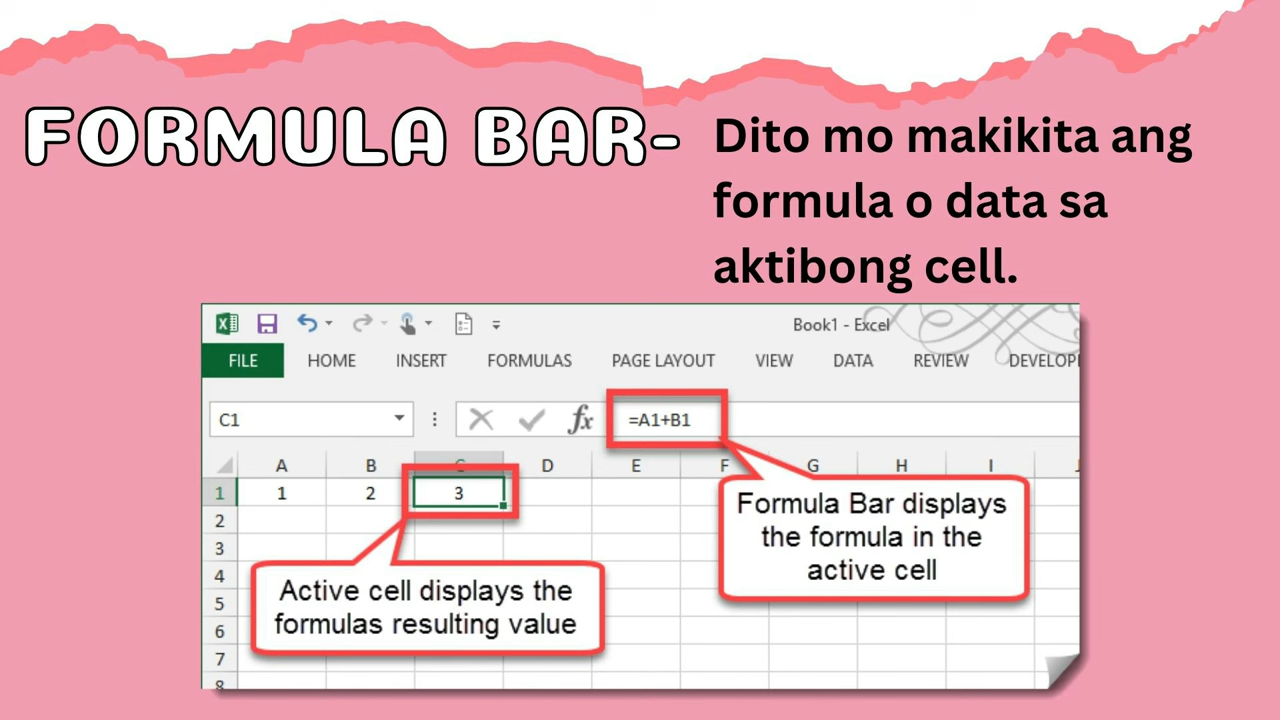 FORMULA BAR-
Dito mo makikita ang
formula o data sa
aktibong cell.
Book1 - Excel
FILE HOME INSERT FORMULAS PAGE LAYOUT VIEW DATA REVIEW DEVELOP
C1 fx =A1+B1
A B C D E F G H I J
1 1 2 3
2
3
4
5
6
7
8
Formula Bar displays
the formula in the
active cell
Active cell displays the
formulas resulting value